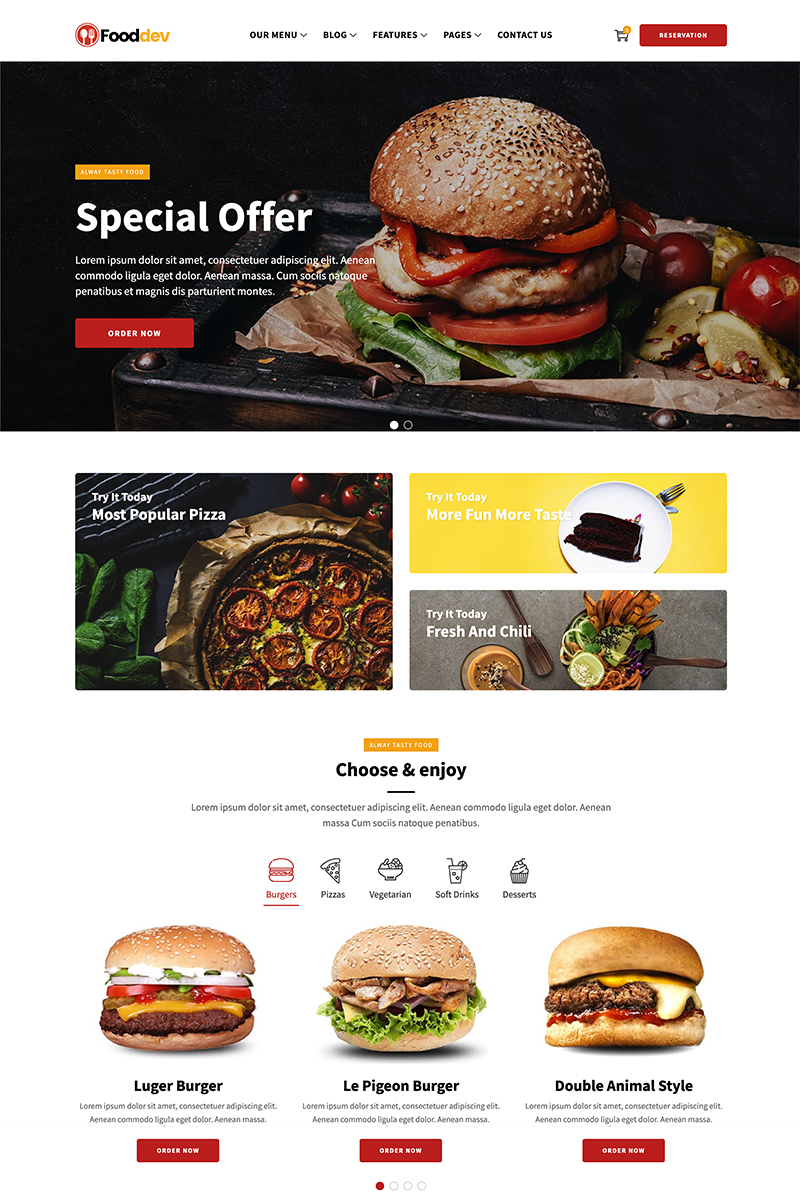 Fooddev
OUR MENU BLOG FEATURES PAGES CONTACT US
RESERVATION
ALWAY TASTY FOOD
Special Offer
Lorem ipsum dolor sit amet, consectetuer adipiscing elit. Aenean
commodo ligula eget dolor. Aenean massa. Cum sociis natoque
penatibus et magnis dis parturient montes.
ORDER NOW
Try It Today
Most Popular Pizza
Try It Today
More Fun More Taste
Try It Today
Fresh And Chili
ALWAY TASTY FOOD
Choose & enjoy
Lorem ipsum dolor sit amet, consectetuer adipiscing elit. Aenean commodo ligula eget dolor. Aenean
massa Cum sociis natoque penatibus.
Burgers Pizzas Vegetarian Soft Drinks Desserts
Luger Burger
Lorem ipsum dolor sit amet, consectetuer adipiscing elit.
Aenean commodo ligula eget dolor. Aenean massa.
ORDER NOW
Le Pigeon Burger
Lorem ipsum dolor sit amet, consectetuer adipiscing elit.
Aenean commodo ligula eget dolor. Aenean massa.
ORDER NOW
Double Animal Style
Lorem ipsum dolor sit amet, consectetuer adipiscing elit.
Aenean commodo ligula eget dolor. Aenean massa.
ORDER NOW